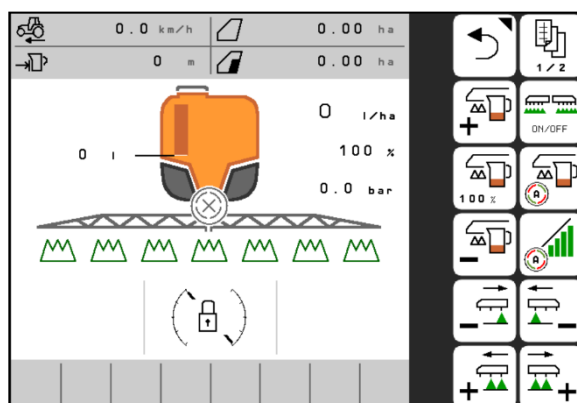 0.0 km/h
0.00 ha
0 m
0.00 ha
1/2
0 l/ha
+
ON/OFF
0 l
100 %
0.0 bar
100 %
A
-
A
- -
+ +